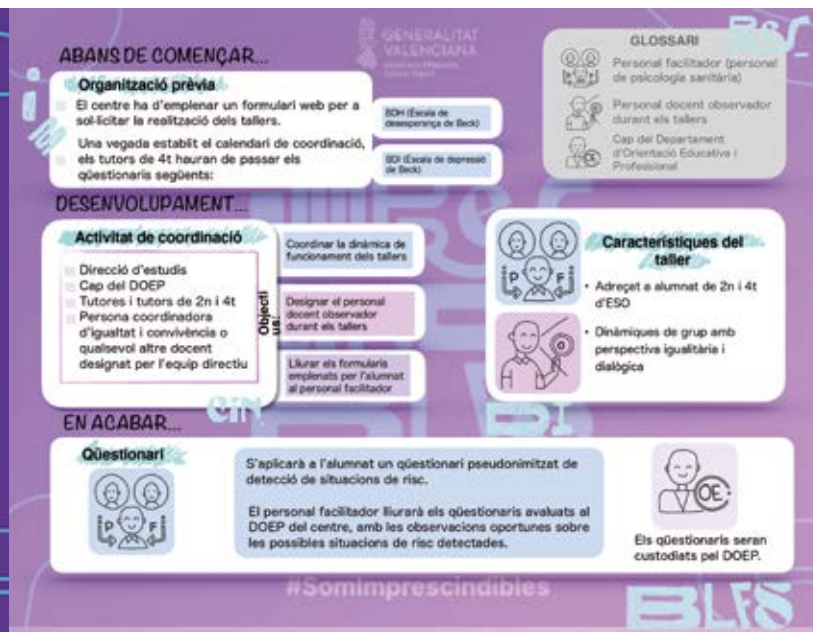 GENERALITAT
VALENCIANA
ABANS DE COMENÇAR...
Organització prèvia
El centre ha d'emplenar un formulari web per a
sol·licitar la realització dels tallers.
Una vegada establit el calendari de coordinació,
els tutors de 4t hauran de passar els
qüestionaris següents:
BDH (Escala de
desesperança de Beck)
BDI (Escala de depressió
de Beck)
GLOSSARI
Personal facilitador (personal
de psicologia sanitària)
Personal docent observador
durant els tallers
Cap del Departament
d'Orientació Educativa i
Professional
DESENVOLUPAMENT...
Activitat de coordinació
Direcció d'estudis
Cap del DOEP
Tutores i tutors de 2n i 4t
Persona coordinadora
d'igualtat i convivència o
qualsevol altre docent
designat per l'equip directiu
Objecti
us:
Coordinar la dinàmica de
funcionament dels tallers
Designar el personal
docent observador
durant els tallers
Lliurar els formularis
emplenats per l'alumnat
al personal facilitador
P F
Característiques del
taller
Adreçat a alumnat de 2n i 4t
d'ESO
Dinàmiques de grup amb
perspectiva igualitària i
dialògica
EN ACABAR...
Qüestionari
P F
S'aplicarà a l'alumnat un qüestionari pseudonimitzat de
detecció de situacions de risc.
El personal facilitador lliurarà els qüestionaris avaluats al
DOEP del centre, amb les observacions oportunes sobre
les possibles situacions de risc detectades.
OE
Els qüestionaris seran
custodiats pel DOEP.
#SomImprescindibles